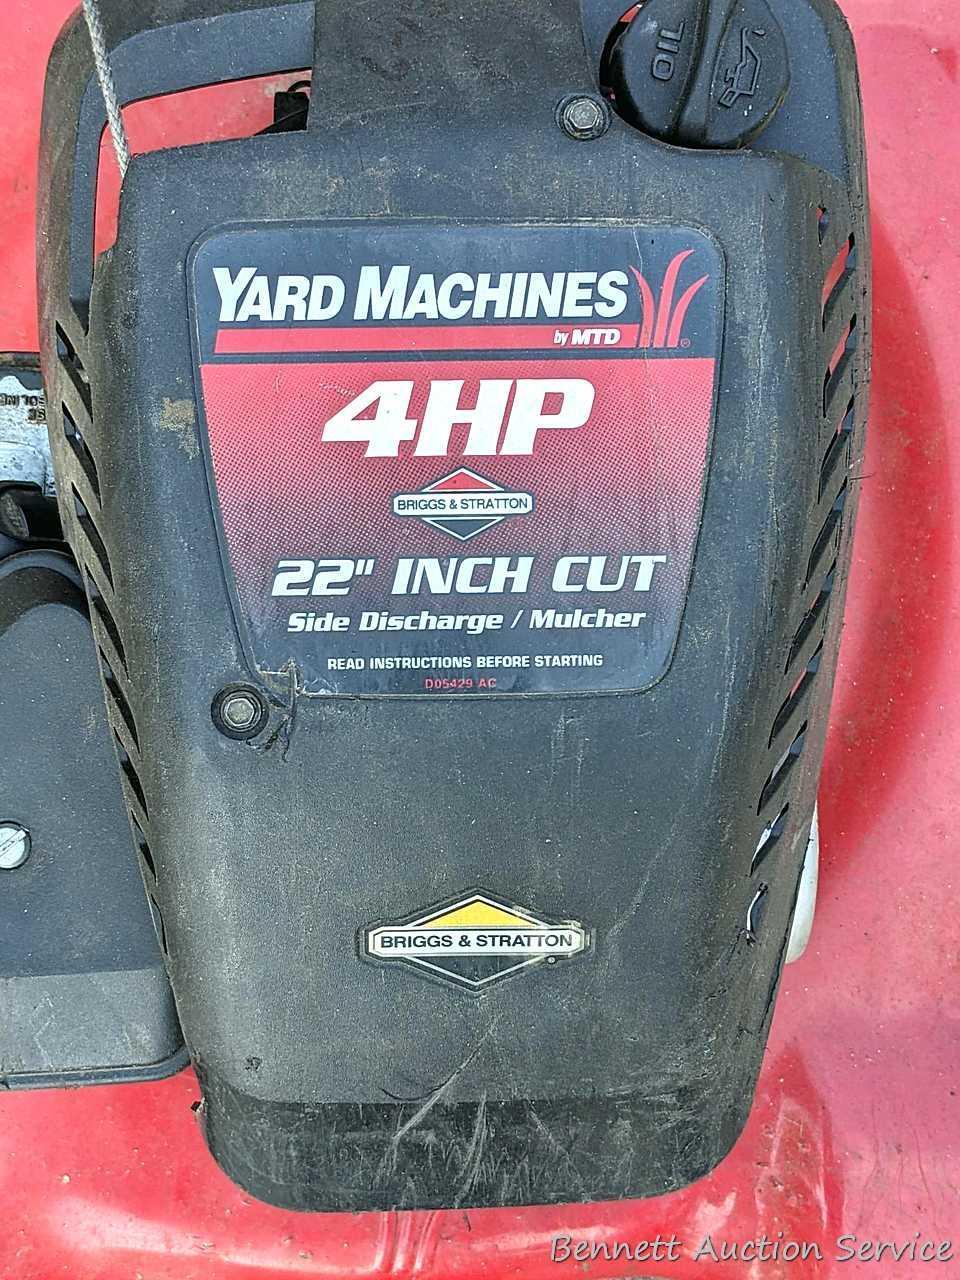 OIL
YARD MACHINES
by MTD
4HP
BRIGGS & STRATTON
22" INCH CUT
Side Discharge / Mulcher
READ INSTRUCTIONS BEFORE STARTING
D05429 AC
BRIGGS & STRATTON
Bennett Auction Service